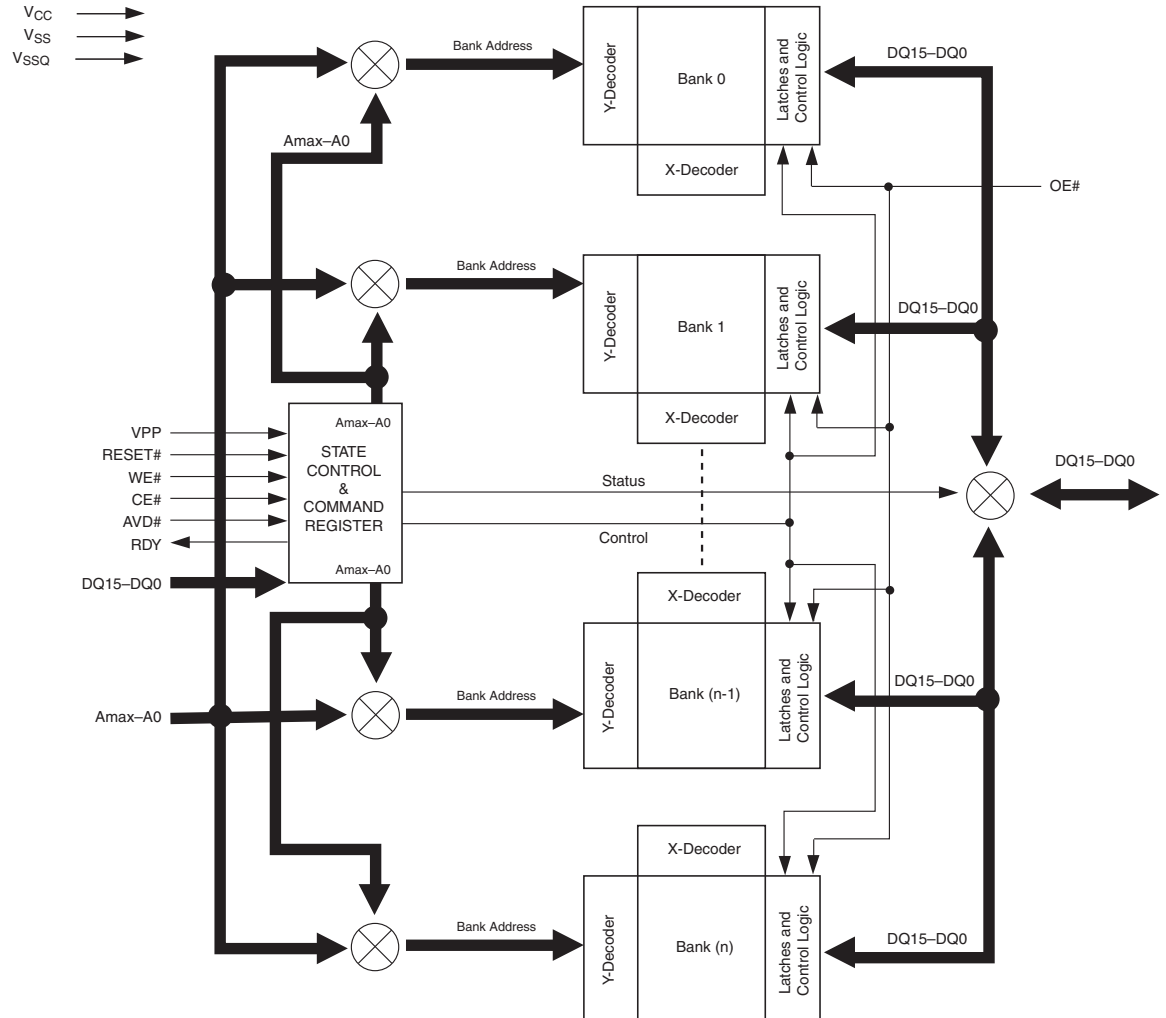 VCC
VSS
VSSQ
Bank Address
Y-Decoder
Bank 0
Latches and
Control Logic
DQ15–DQ0
Amax–A0
X-Decoder
OE#
Bank Address
Y-Decoder
Bank 1
Latches and
Control Logic
DQ15–DQ0
X-Decoder
Amax–A0
STATE
CONTROL
&
COMMAND
REGISTER
Amax–A0
VPP
RESET#
WE#
CE#
AVD#
RDY
DQ15–DQ0
Status
Control
DQ15–DQ0
X-Decoder
Amax–A0
Bank Address
Y-Decoder
Bank (n-1)
Latches and
Control Logic
DQ15–DQ0
X-Decoder
Bank Address
Y-Decoder
Bank (n)
Latches and
Control Logic
DQ15–DQ0